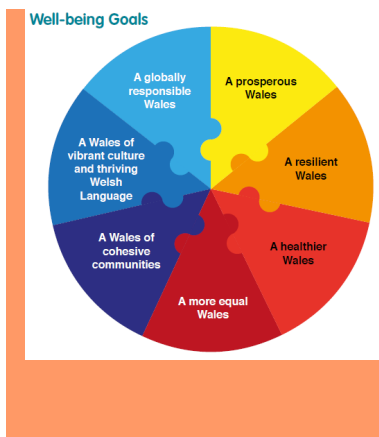 Well-being Goals
A prosperous
Wales
A resilient
Wales
A healthier
Wales
A more equal
Wales
A Wales of
cohesive
communities
A Wales of
vibrant culture
and thriving
Welsh
Language
A globally
responsible
Wales